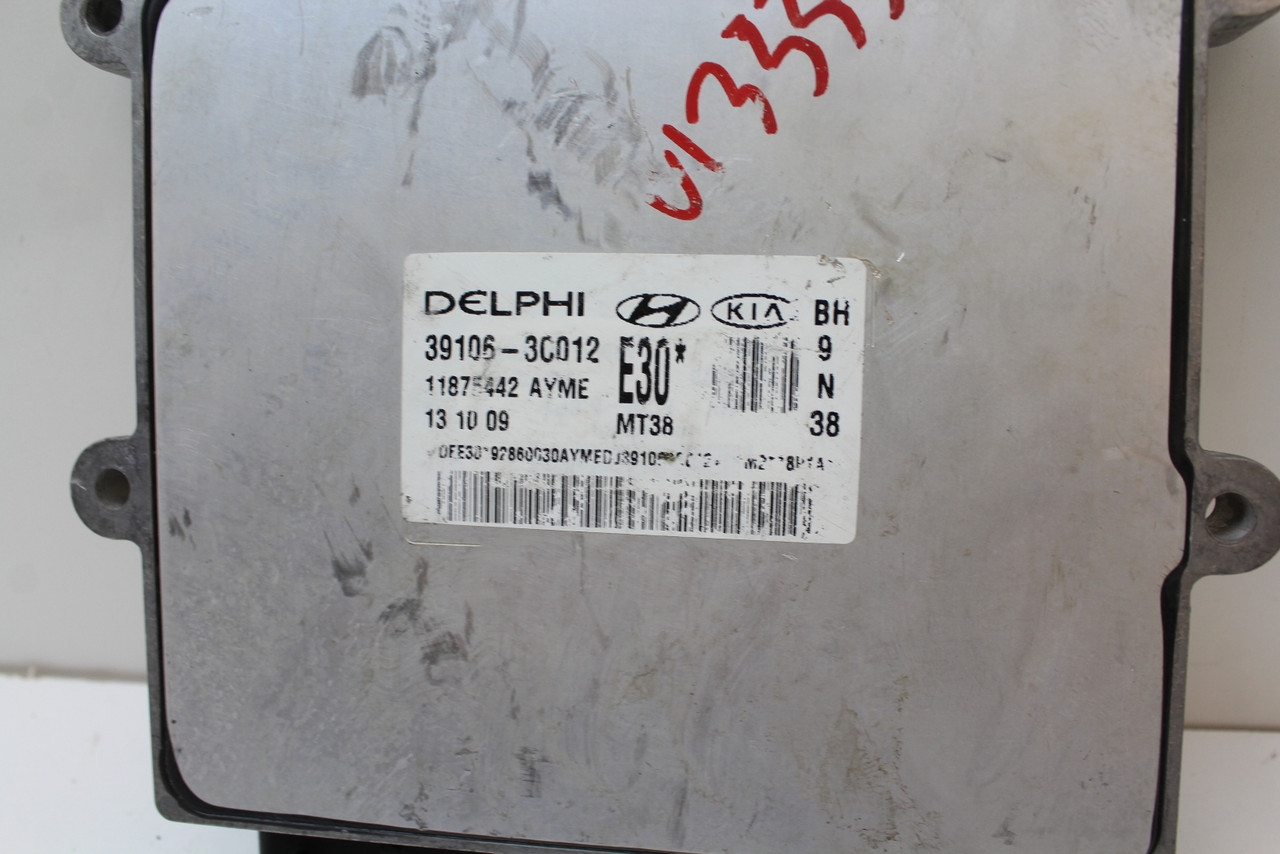 DELPHI KIA BH
39106-3C012 E30* 9
11875442 AYME N
13 10 09 MT38 38